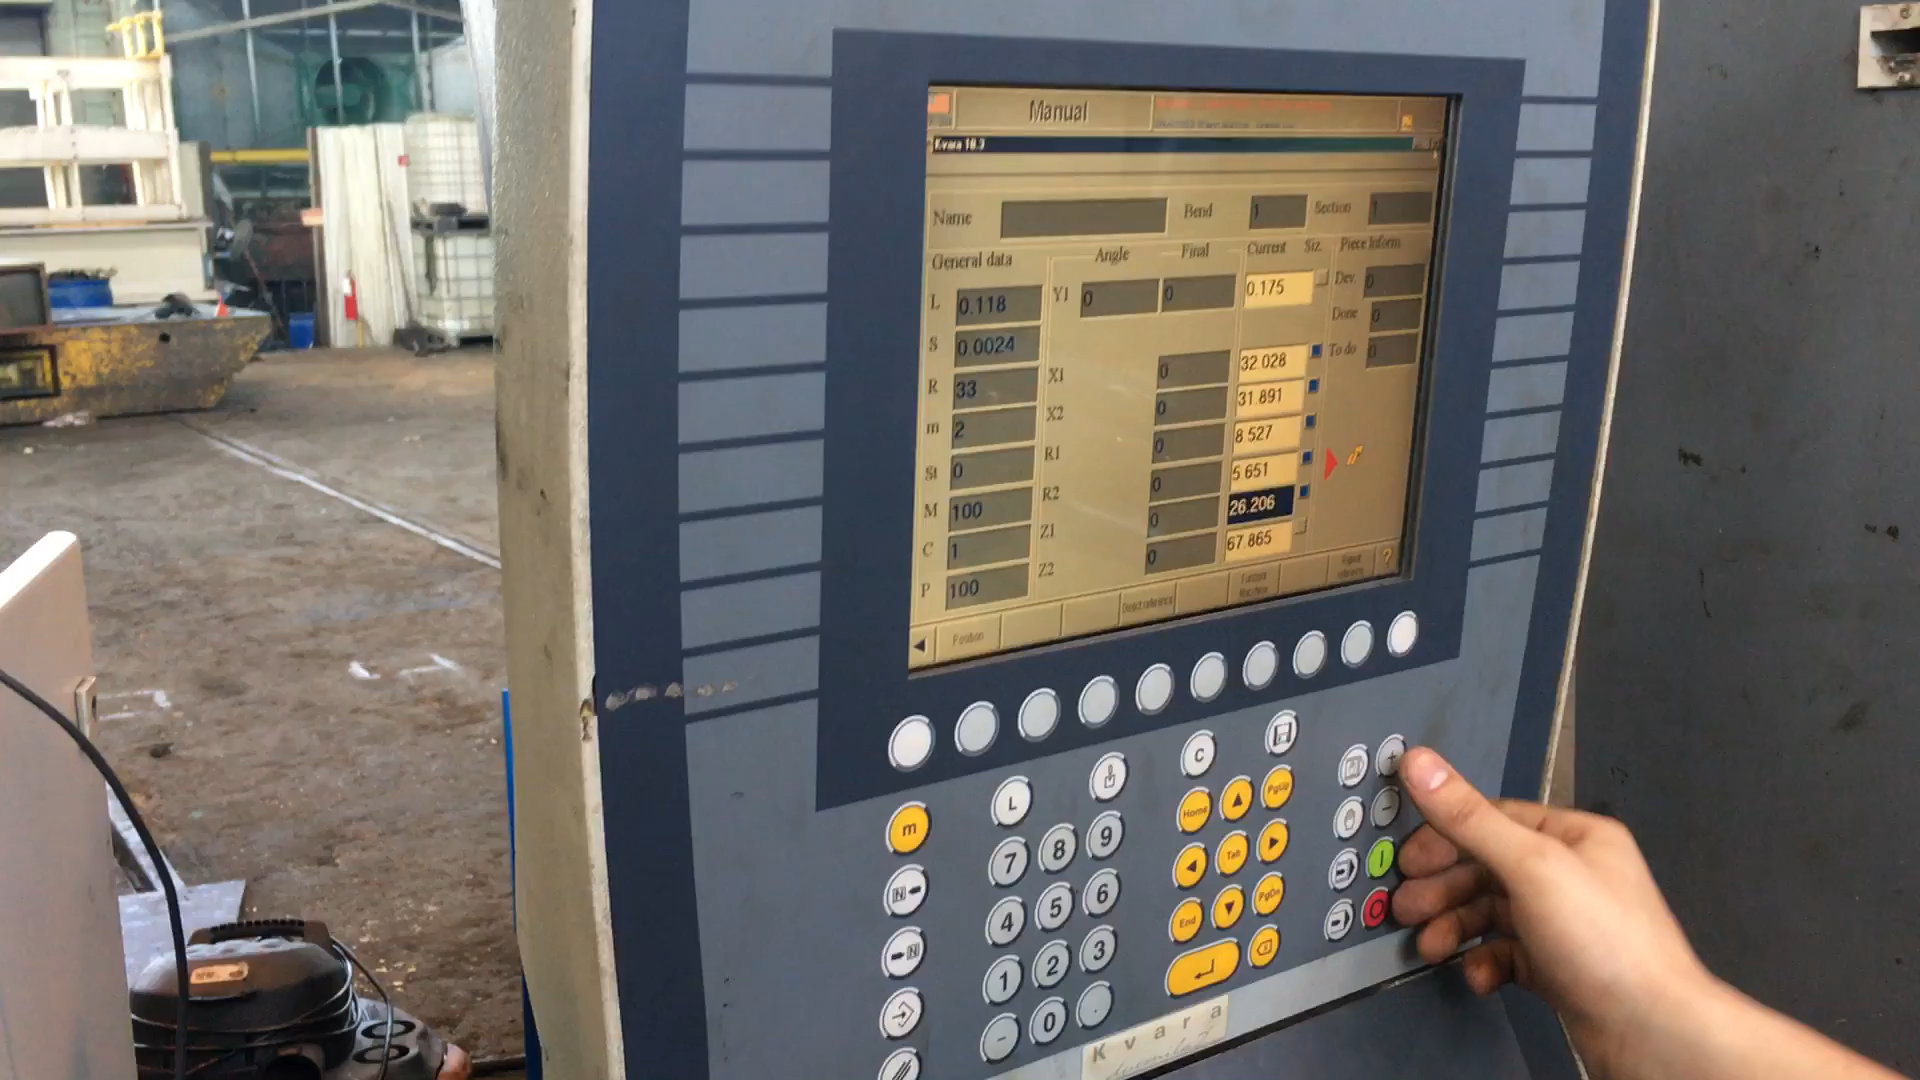 Manual
Kvara 10.3
Name Bend 1 Section 1
General data Angle Final Current Siz. Piece Inform.
L 0.118 Y1 0 0 0.175 Dev. 0
S 0.0024 Done 0
R 33 X1 0 32.028 To do 0
m 2 X2 0 31.891
St 0 R1 0 8.527
M 100 R2 0 5.651
C 1 Z1 0 26.206
P 100 Z2 0 67.865
Position Direct reference ?
C
L
m
7 8 9
4 5 6
1 2 3
- 0 .
Home PgUp
Tab
End PgDn
+
-
N
N
I
O
Kvara